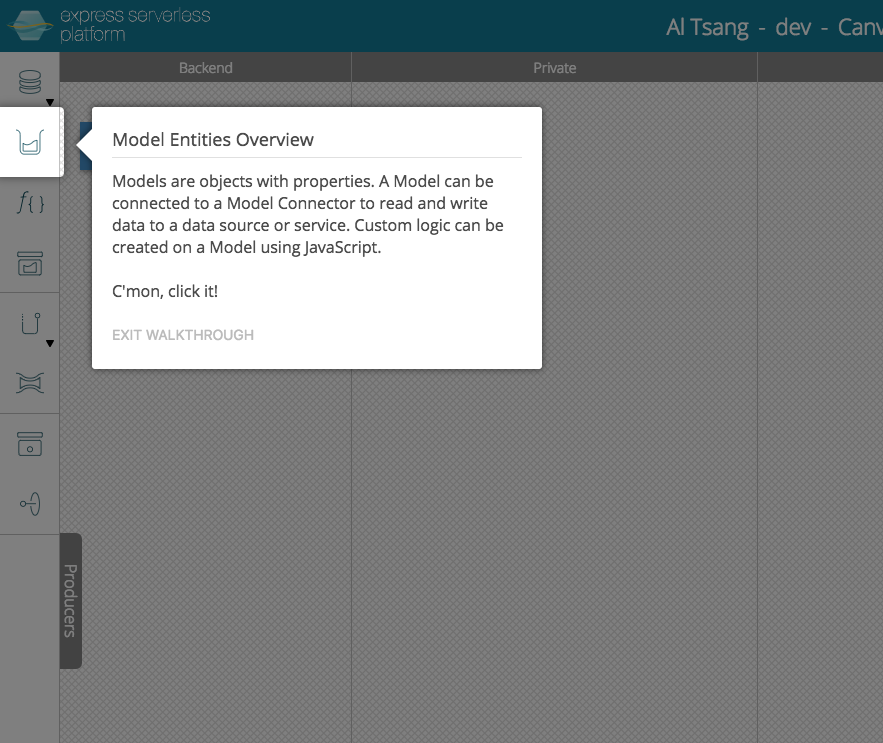 express serverless
platform
Al Tsang - dev - Canv
Backend
Private
Model Entities Overview
Models are objects with properties. A Model can be
connected to a Model Connector to read and write
data to a data source or service. Custom logic can be
created on a Model using JavaScript.
C'mon, click it!
EXIT WALKTHROUGH
f{}
Producers